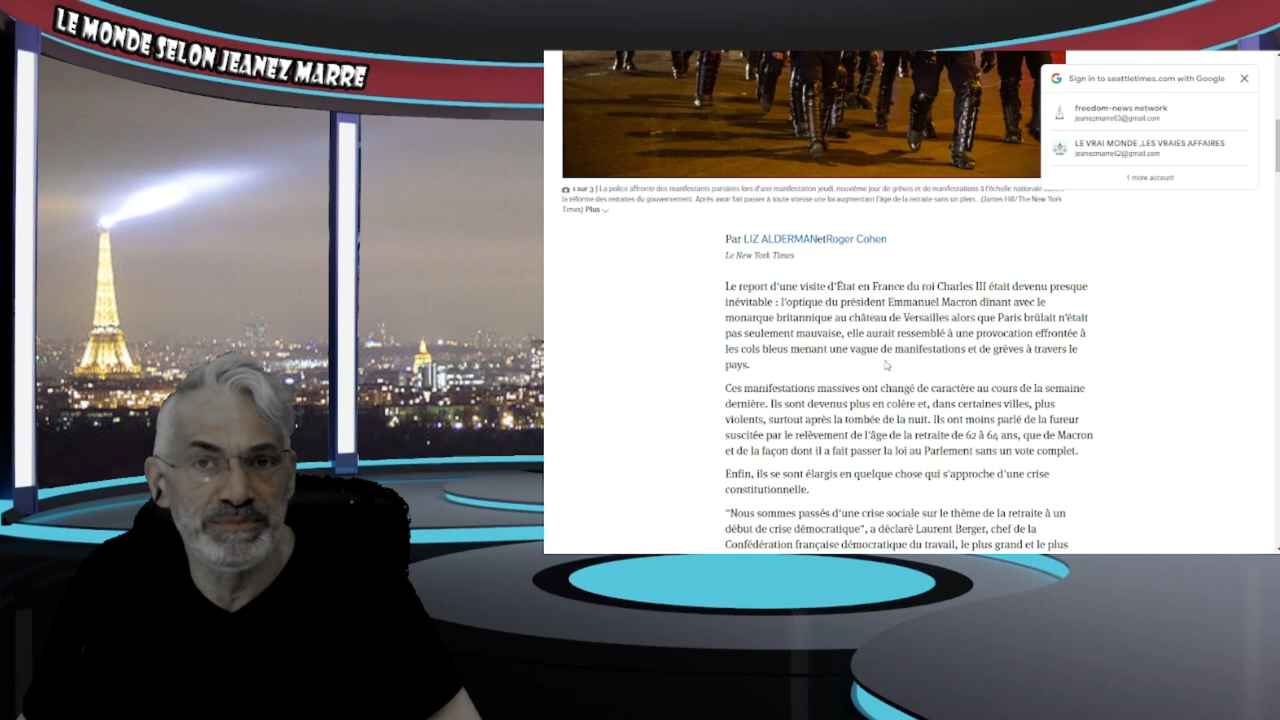 LE MONDE SELON JEANEZ MARRE
Sign in to seattletimes.com with Google
freedom-news network
jeanezmarre63@gmail.com
LE VRAI MONDE ,LES VRAIES AFFAIRES
jeanezmarre62@gmail.com
1 more account
1 sur 3 | La police affronte des manifestants parisiens lors d'une manifestation jeudi, neuvième jour de grèves et de manifestations à l'échelle nationale
la réforme des retraites du gouvernement. Après avoir fait passer à toute vitesse une loi augmentant l'âge de la retraite sans un plein... (James Hill/The New York
Times) Plus
Par LIZ ALDERMANetRoger Cohen
Le New York Times
Le report d'une visite d'État en France du roi Charles III était devenu presque
inévitable : l'optique du président Emmanuel Macron dînant avec le
monarque britannique au château de Versailles alors que Paris brûlait n'était
pas seulement mauvaise, elle aurait ressemblé à une provocation effrontée à
les cols bleus menant une vague de manifestations et de grèves à travers le
pays.
Ces manifestations massives ont changé de caractère au cours de la semaine
dernière. Ils sont devenus plus en colère et, dans certaines villes, plus
violents, surtout après la tombée de la nuit. Ils ont moins parlé de la fureur
suscitée par le relèvement de l'âge de la retraite de 62 à 64 ans, que de Macron
et de la façon dont il a fait passer la loi au Parlement sans un vote complet.
Enfin, ils se sont élargis en quelque chose qui s'approche d'une crise
constitutionnelle.
"Nous sommes passés d'une crise sociale sur le thème de la retraite à un
début de crise démocratique", a déclaré Laurent Berger, chef de la
Confédération française démocratique du travail, le plus grand et le plus